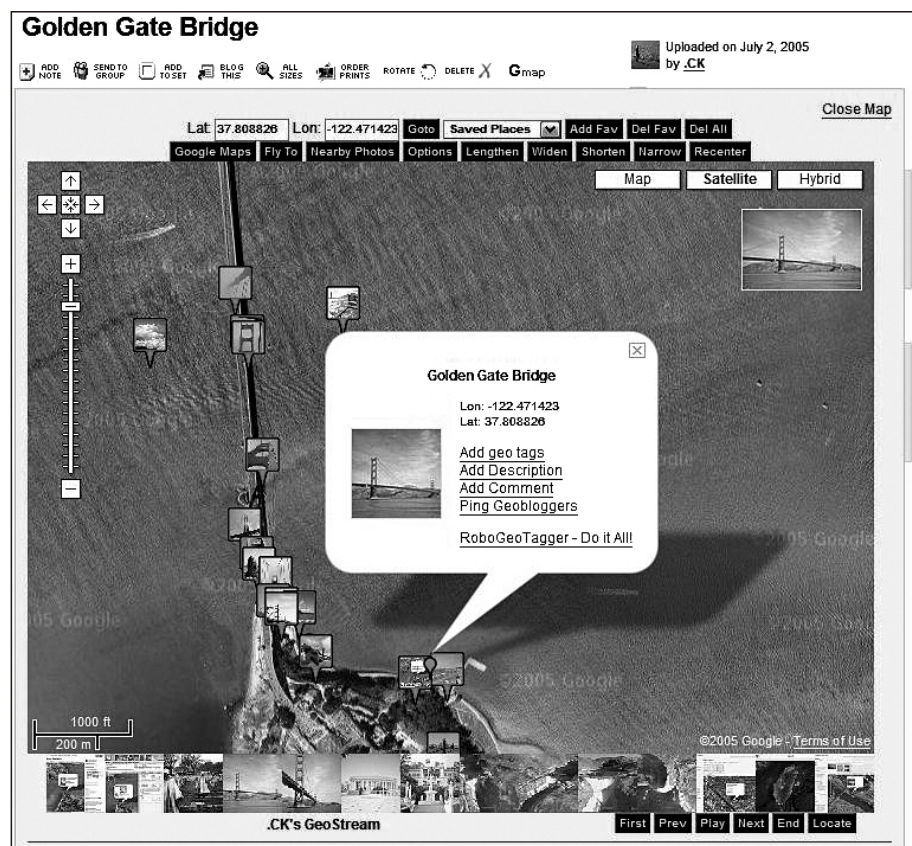 Golden Gate Bridge
Uploaded on July 2, 2005
by .CK
ADD NOTE SEND TO GROUP ADD TO SET BLOG THIS ALL SIZES ORDER PRINTS ROTATE DELETE Gmap
Close Map
Lat: 37.808826 Lon: -122.471423 Goto Saved Places Add Fav Del Fav Del All
Google Maps Fly To Nearby Photos Options Lengthen Widen Shorten Narrow Recenter
Map Satellite Hybrid
©2005 Google
Golden Gate Bridge
Lon: -122.471423
Lat: 37.808826
Add geo tags
Add Description
Add Comment
Ping Geobloggers
RoboGeoTagger - Do it All!
©2005 Google
1000 ft
200 m
©2005 Google - Terms of Use
.CK's GeoStream
First Prev Play Next End Locate